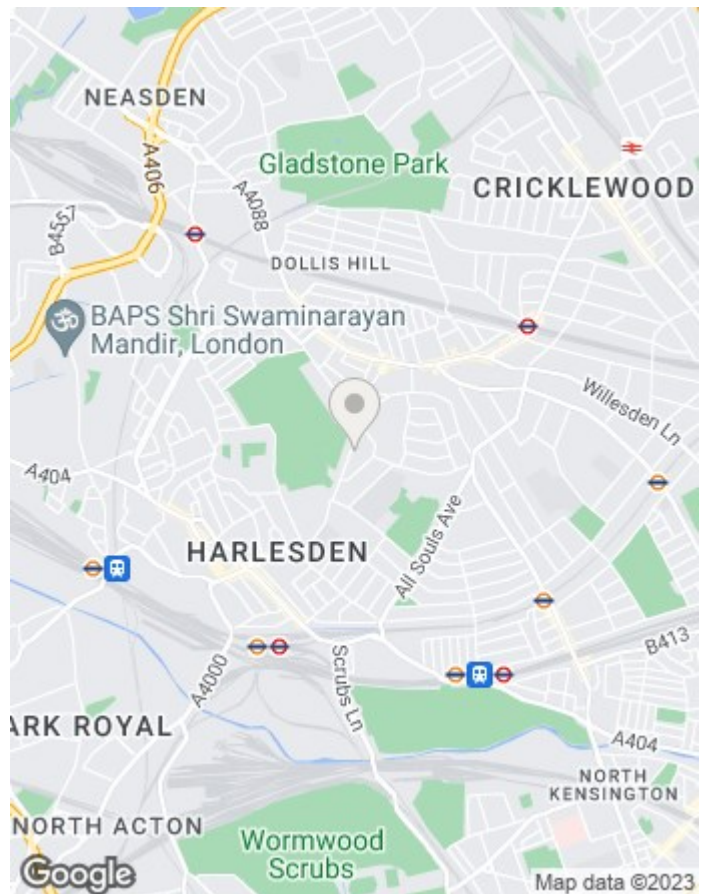 NEASDEN
A406
A4088
Gladstone Park
CRICKLEWOOD
B4557
DOLLIS HILL
BAPS Shri Swaminarayan
Mandir, London
Willesden Ln
A404
All Souls Ave
HARLESDEN
B413
A4000
Scrubs Ln
ARK ROYAL
A404
NORTH
KENSINGTON
NORTH ACTON
Wormwood
Scrubs
Google
Map data ©2023